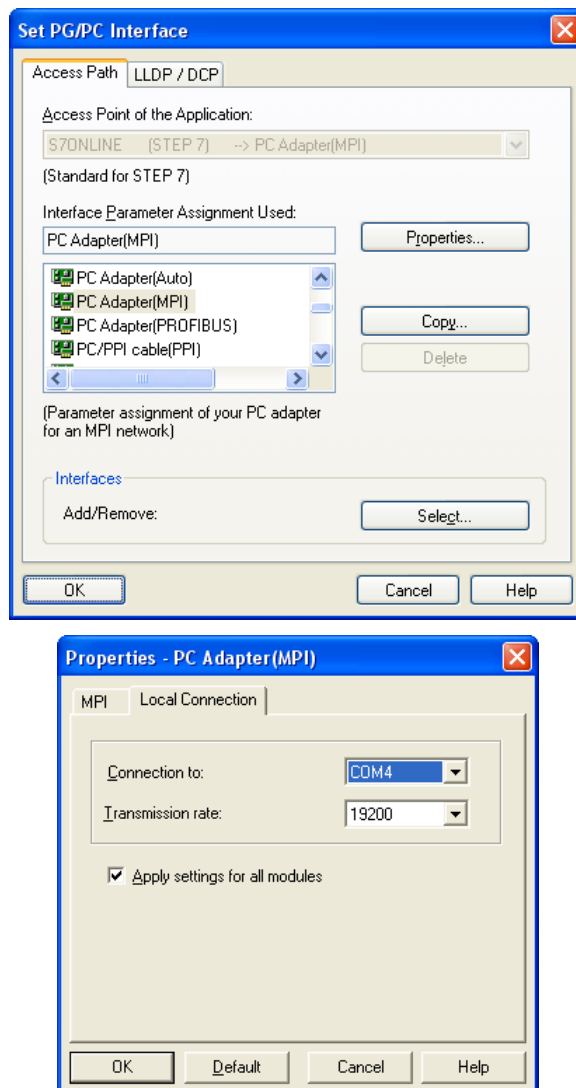 Set PG/PC Interface
Access Path LLDP / DCP
Access Point of the Application:
S7ONLINE (STEP 7) --> PC Adapter(MPI)
(Standard for STEP 7)
Interface Parameter Assignment Used:
PC Adapter(MPI) Properties...
PC Adapter(Auto)
PC Adapter(MPI)
PC Adapter(PROFIBUS) Copy...
PC/PPI cable(PPI) Delete
(Parameter assignment of your PC adapter
for an MPI network)
Interfaces
Add/Remove: Select...
OK Cancel Help
Properties - PC Adapter(MPI)
MPI Local Connection
Connection to: COM4
Transmission rate: 19200
Apply settings for all modules
OK Default Cancel Help